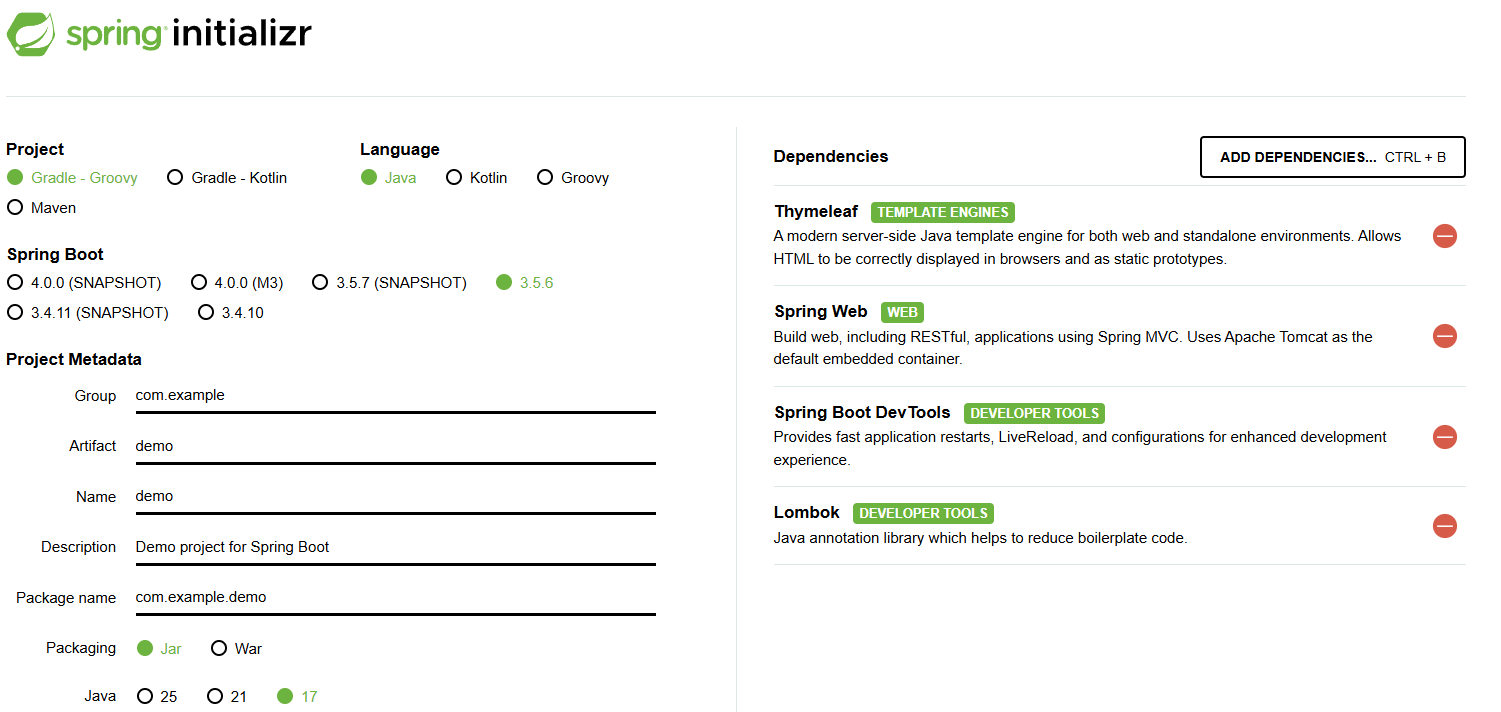 spring initializr
Project
Gradle - Groovy
Gradle - Kotlin
Maven
Language
Java
Kotlin
Groovy
Spring Boot
4.0.0 (SNAPSHOT)
4.0.0 (M3)
3.5.7 (SNAPSHOT)
3.5.6
3.4.11 (SNAPSHOT)
3.4.10
Project Metadata
Group com.example
Artifact demo
Name demo
Description Demo project for Spring Boot
Package name com.example.demo
Packaging Jar War
Java 25 21 17
Dependencies
ADD DEPENDENCIES... CTRL + B
Thymeleaf TEMPLATE ENGINES
A modern server-side Java template engine for both web and standalone environments. Allows
HTML to be correctly displayed in browsers and as static prototypes.
Spring Web WEB
Build web, including RESTful, applications using Spring MVC. Uses Apache Tomcat as the
default embedded container.
Spring Boot DevTools DEVELOPER TOOLS
Provides fast application restarts, LiveReload, and configurations for enhanced development
experience.
Lombok DEVELOPER TOOLS
Java annotation library which helps to reduce boilerplate code.